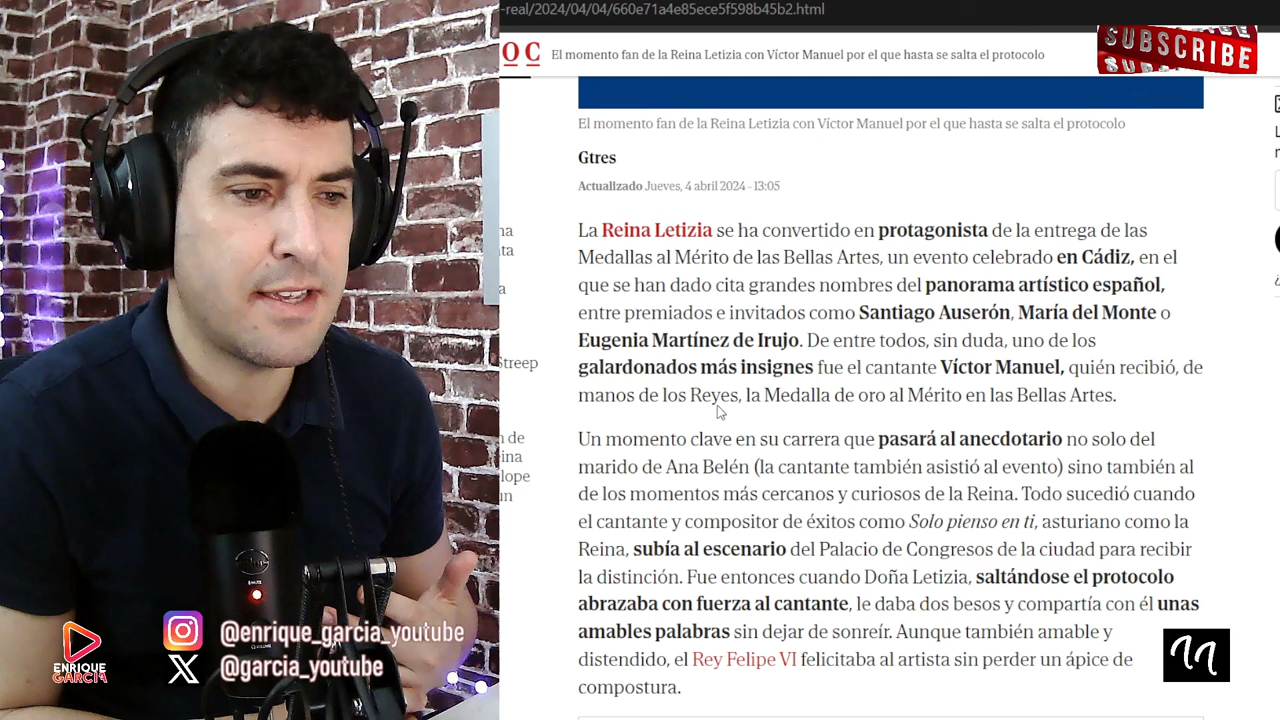 -real/2024/04/04/660e71a4e85ece5f598b45b2.html
OC
El momento fan de la Reina Letizia con Víctor Manuel por el que hasta se salta el protocolo
SUBSCRIBE
El momento fan de la Reina Letizia con Víctor Manuel por el que hasta se salta el protocolo
Gtres
Actualizado Jueves, 4 abril 2024 - 13:05
La Reina Letizia se ha convertido en protagonista de la entrega de las
Medallas al Mérito de las Bellas Artes, un evento celebrado en Cádiz, en el
que se han dado cita grandes nombres del panorama artístico español,
entre premiados e invitados como Santiago Auserón, María del Monte o
Eugenia Martínez de Irujo. De entre todos, sin duda, uno de los
galardonados más insignes fue el cantante Víctor Manuel, quién recibió, de
manos de los Reyes, la Medalla de oro al Mérito en las Bellas Artes.
Un momento clave en su carrera que pasará al anecdotario no solo del
marido de Ana Belén (la cantante también asistió al evento) sino también al
de los momentos más cercanos y curiosos de la Reina. Todo sucedió cuando
el cantante y compositor de éxitos como Solo pienso en ti, asturiano como la
Reina, subía al escenario del Palacio de Congresos de la ciudad para recibir
la distinción. Fue entonces cuando Doña Letizia, saltándose el protocolo
abrazaba con fuerza al cantante, le daba dos besos y compartía con él unas
amables palabras sin dejar de sonreír. Aunque también amable y
distendido, el Rey Felipe VI felicitaba al artista sin perder un ápice de
compostura.
Streep
n de
ina
lope
un
@enrique_garcia_youtube
@garcia_youtube
ENRIQUE
GARCIA